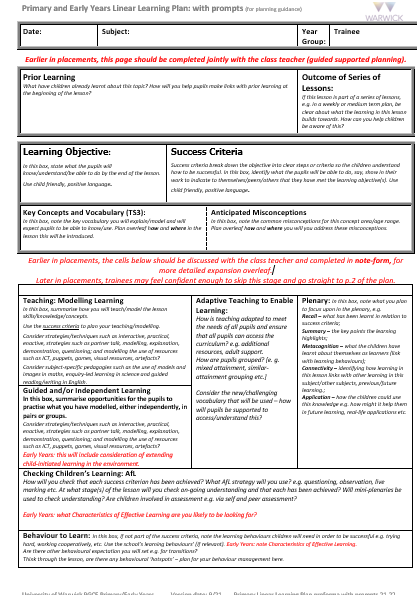 Primary and Early Years Linear Learning Plan: with prompts (for planning guidance)
WARWICK
Date:
Subject:
Year Group:
Trainee
Earlier in placements, this page should be completed jointly with the class teacher (guided supported planning).
Prior Learning
What have children already learnt about this topic? How will you help pupils make links with prior learning at
the beginning of the lesson?
Outcome of Series of
Lessons:
If this lesson is part of a series of lessons,
e.g. in a weekly or medium term plan, be
clear about what the learning in this lesson
builds towards. How can you help children
be aware of this?
Learning Objective:
In this box, state what the pupils will
know/understand/be able to do by the end of the lesson.
Use child friendly, positive language.
Success Criteria
Success criteria break down the objective into clear steps or criteria so the children understand
how to be successful. In this box, identify what the pupils will be able to do, say, show in their
work to indicate to themselves/peers/others that they have met the learning objective(s). Use
child friendly, positive language.
Key Concepts and Vocabulary (TS3):
In this box, note the key vocabulary you will explain/model and will
expect pupils to be able to use. Plan overleaf how and where in the
lesson this will be introduced.
Anticipated Misconceptions
In this box, note the common misconceptions for this concept area/age range.
Plan overleaf how and where you will address these misconceptions.
Earlier in placements, the cells below should be discussed with the class teacher and completed in note-form, for
more detailed expansion overleaf.
Later in placements, trainees may feel confident enough to skip this stage and go straight to p.2 of the plan.
Teaching: Modelling Learning
In this box, summarise how you will teach/model the lesson
skills/knowledge/concepts.
Use the success criteria to plan your teaching/modelling.
Consider strategies/techniques such as interactive, practical,
enactive, strategies such as partner talk, modelling, explanation,
demonstration, questioning; and modelling the use of resources
such as ICT, puppets, games, visual resources, artefacts?
Consider subject-specific pedagogies such as the use of models and
images in maths, enquiry-led learning in science and guided
reading/writing in English.
Guided and/or Independent Learning
In this box, summarise opportunities for the pupils to
practise what you have modelled, either independently, in
pairs or groups.
Consider strategies/techniques such as interactive, practical,
enactive, strategies such as partner talk, modelling, explanation,
demonstration, questioning; and modelling the use of resources
such as ICT, puppets, games, visual resources, artefacts?
Early Years: this will include consideration of extending
child-initiated learning in the environment.
Adaptive Teaching to Enable
Learning:
How is teaching adapted to meet
the needs of all pupils and ensure
that all pupils can access the
curriculum? e.g. additional
resources, adult support.
How are pupils grouped? (e.g.
mixed attainment, similar-
attainment grouping etc.)
Consider the new/challenging
vocabulary that will be used – how
will pupils be supported to
access/understand this?
Plenary: In this box, note what you plan
to focus upon in the plenary, e.g.
Recall – what has been learnt in relation to
success criteria;
Summary – the key points the learning
highlights;
Metacognition – what the children have
learnt about themselves as learners (link
with learning behaviours);
Connectivity – Identifying how learning in
this lesson links with other learning in this
subject/other subjects, previous/future
learning,;
Application – how the children could use
this knowledge e.g. how might it help them
in future learning, real-life applications etc.
Checking Children's Learning: AfL
How will you check that each success criterion has been achieved? What AfL strategy will you use? e.g. questioning, observation, live
marking etc. At what stage(s) of the lesson will you check on-going understanding and that each has been achieved? Will mini-plenaries be
used to check understanding? Are children involved in assessment e.g. via self and peer assessment?
Early Years: what Characteristics of Effective Learning are you likely to be looking for?
Behaviour to Learn: In this box, if not part of the success criteria, note the learning behaviours children will need in order to be successful e.g. trying
hard, working cooperatively, etc. Use the school's learning behaviours' (if relevant). Early Years: note Characteristics of Effective Learning.
Are there other behavioural expectation you will set e.g. for transitions?
Think through the lesson, are there any behavioural 'hotspots' – plan for your behaviour management here.